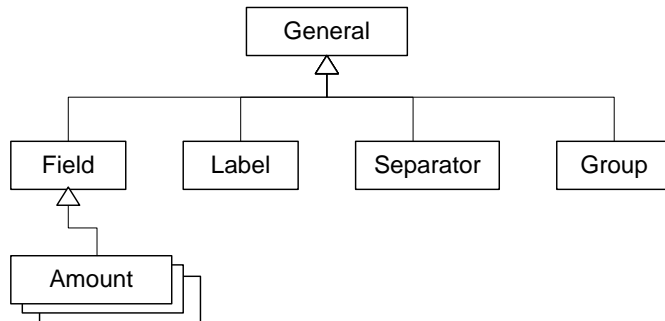 General
Field
Label
Separator
Group
Amount